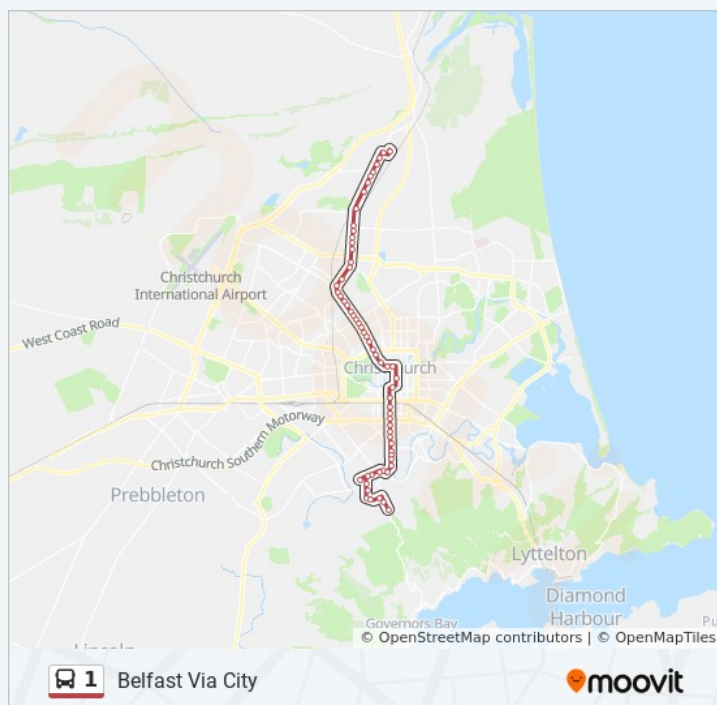 Christchurch
International Airport
West Coast Road
Christchurch
Christchurch Southern Motorway
Prebbleton
Lyttelton
Diamond
Harbour
Governors Bay
© OpenStreetMap contributors | © OpenMapTiles
1 Belfast Via City
moovit